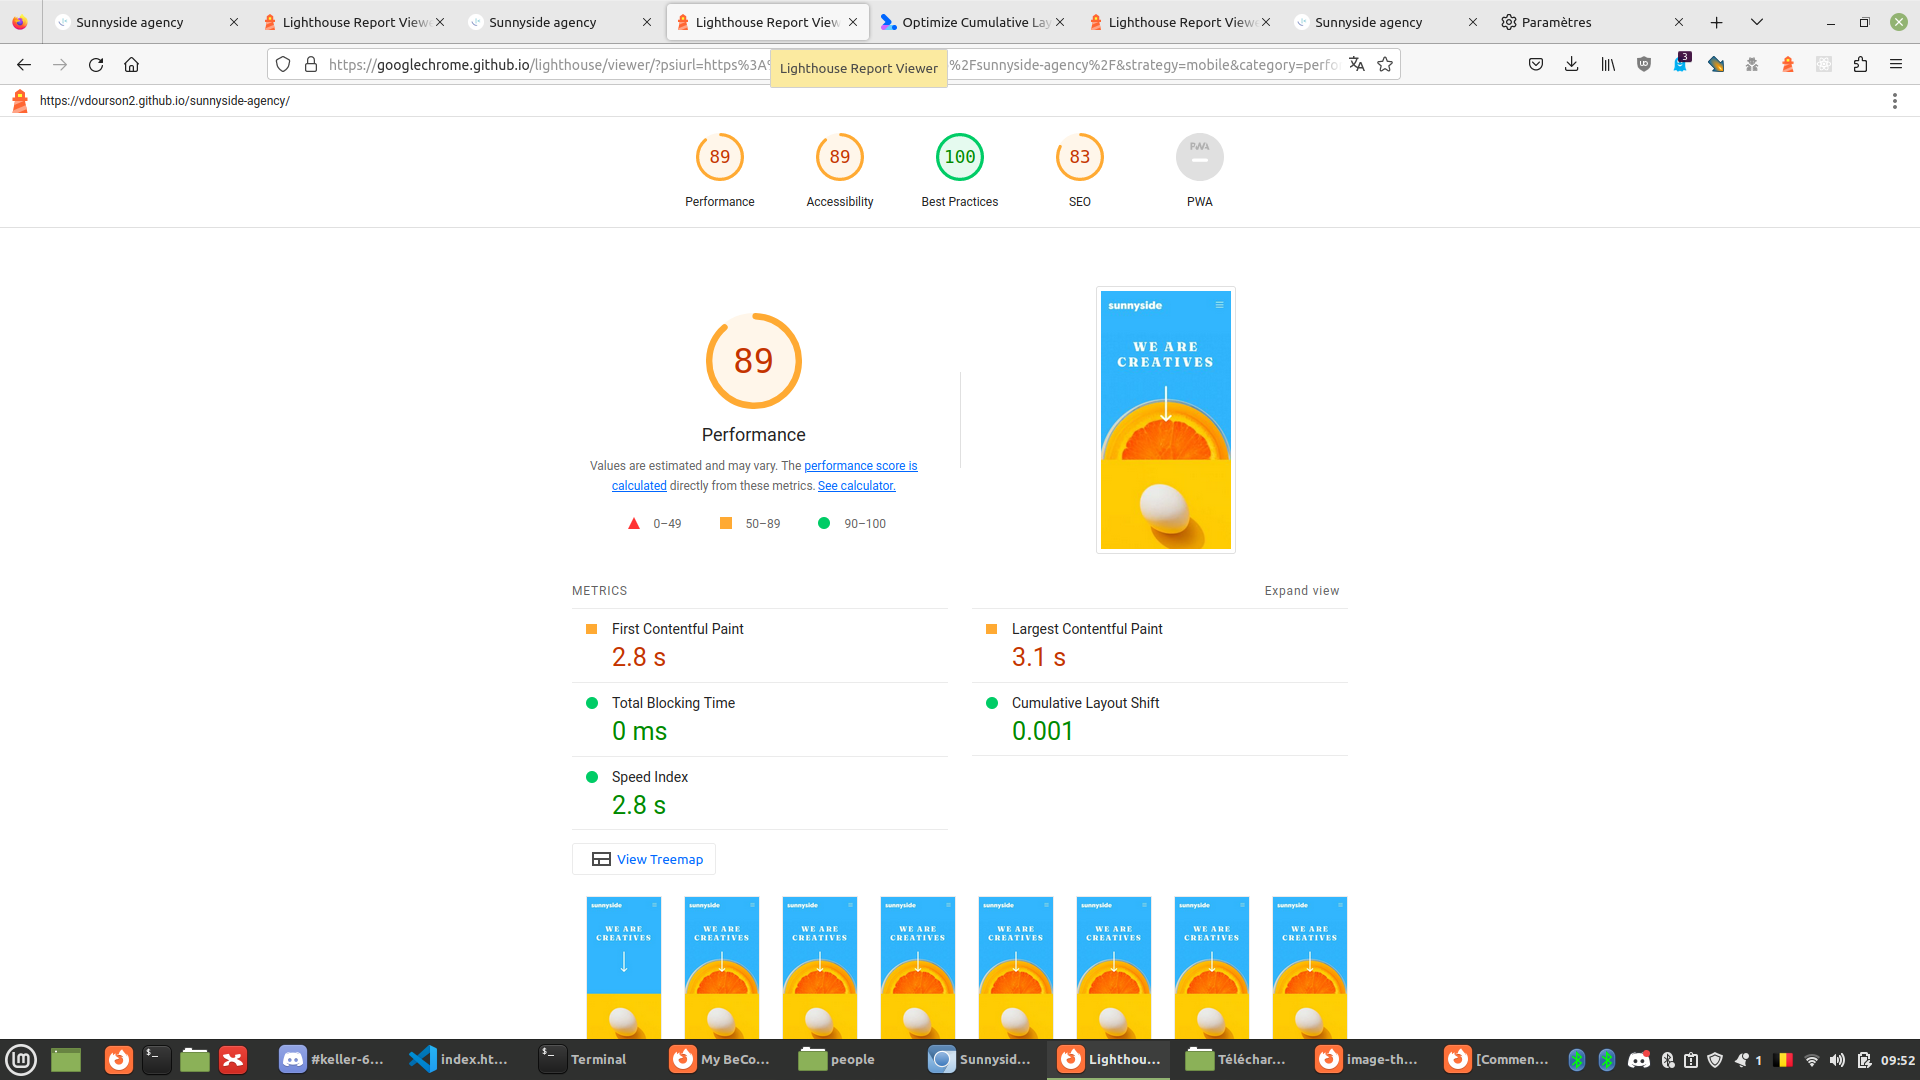 Sunnyside agency
Lighthouse Report Viewe
Sunnyside agency
Lighthouse Report View
Optimize Cumulative Lay
Lighthouse Report Viewe
Sunnyside agency
Paramètres
https://googlechrome.github.io/lighthouse/viewer/?psiurl=https%3A% %2Fsunnyside-agency%2F&strategy=mobile&category=perfo
Lighthouse Report Viewer
3
https://vdourson2.github.io/sunnyside-agency/
89
89
100
83
PWA
Performance
Accessibility
Best Practices
SEO
PWA
89
Performance
Values are estimated and may vary. The performance score is
calculated directly from these metrics. See calculator.
0–49
50–89
90–100
sunnyside
WE ARE
CREATIVES
METRICS
Expand view
First Contentful Paint
2.8 s
Largest Contentful Paint
3.1 s
Total Blocking Time
0 ms
Cumulative Layout Shift
0.001
Speed Index
2.8 s
View Treemap
sunnyside
WE ARE
CREATIVES
sunnyside
WE ARE
CREATIVES
sunnyside
WE ARE
CREATIVES
sunnyside
WE ARE
CREATIVES
sunnyside
WE ARE
CREATIVES
sunnyside
WE ARE
CREATIVES
sunnyside
WE ARE
CREATIVES
sunnyside
WE ARE
CREATIVES
#keller-6...
index.ht...
Terminal
My BeCo...
people
Sunnysid...
Lighthou...
Téléchar...
image-th...
[Commen...
1
09:52